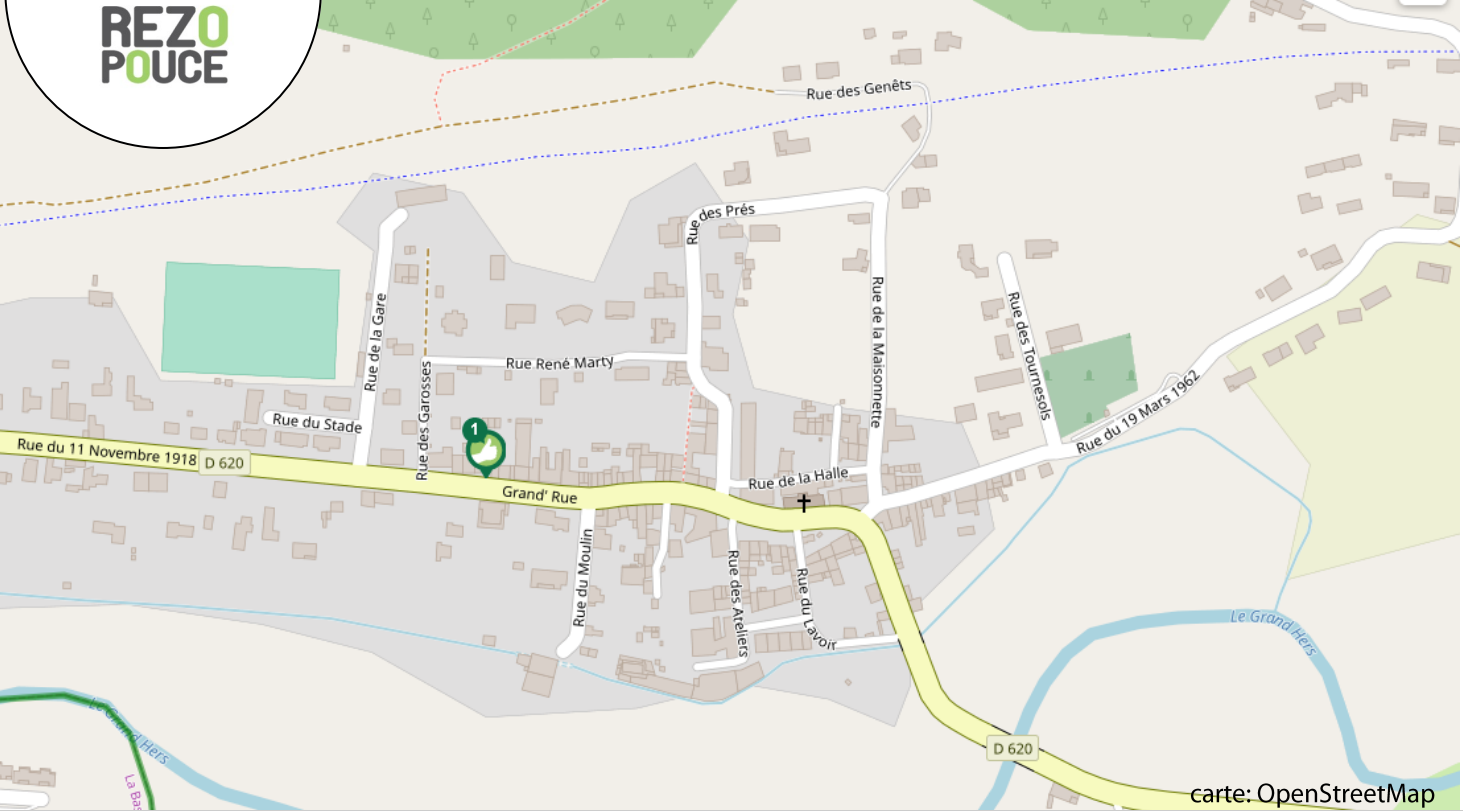 REZO
POUCE
Rue des Genêts
Rue des Prés
Rue de la Gare
Rue de la Maisonnette
Rue des Tournesols
Rue René Marty
Rue des Garosses
Rue du Stade
Rue du 19 Mars 1962
1
Rue du 11 Novembre 1918
D 620
Grand' Rue
Rue de la Halle
Rue du Moulin
Rue des Ateliers
Rue du Lavoir
Le Grand Hers
Le Grand Hers
D 620
La Bas
carte: OpenStreetMap